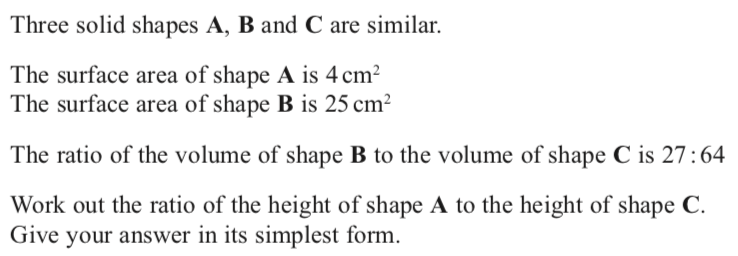 Three solid shapes A, B and C are similar.
The surface area of shape A is 4 cm²
The surface area of shape B is 25 cm²
The ratio of the volume of shape B to the volume of shape C is 27 : 64
Work out the ratio of the height of shape A to the height of shape C.
Give your answer in its simplest form.